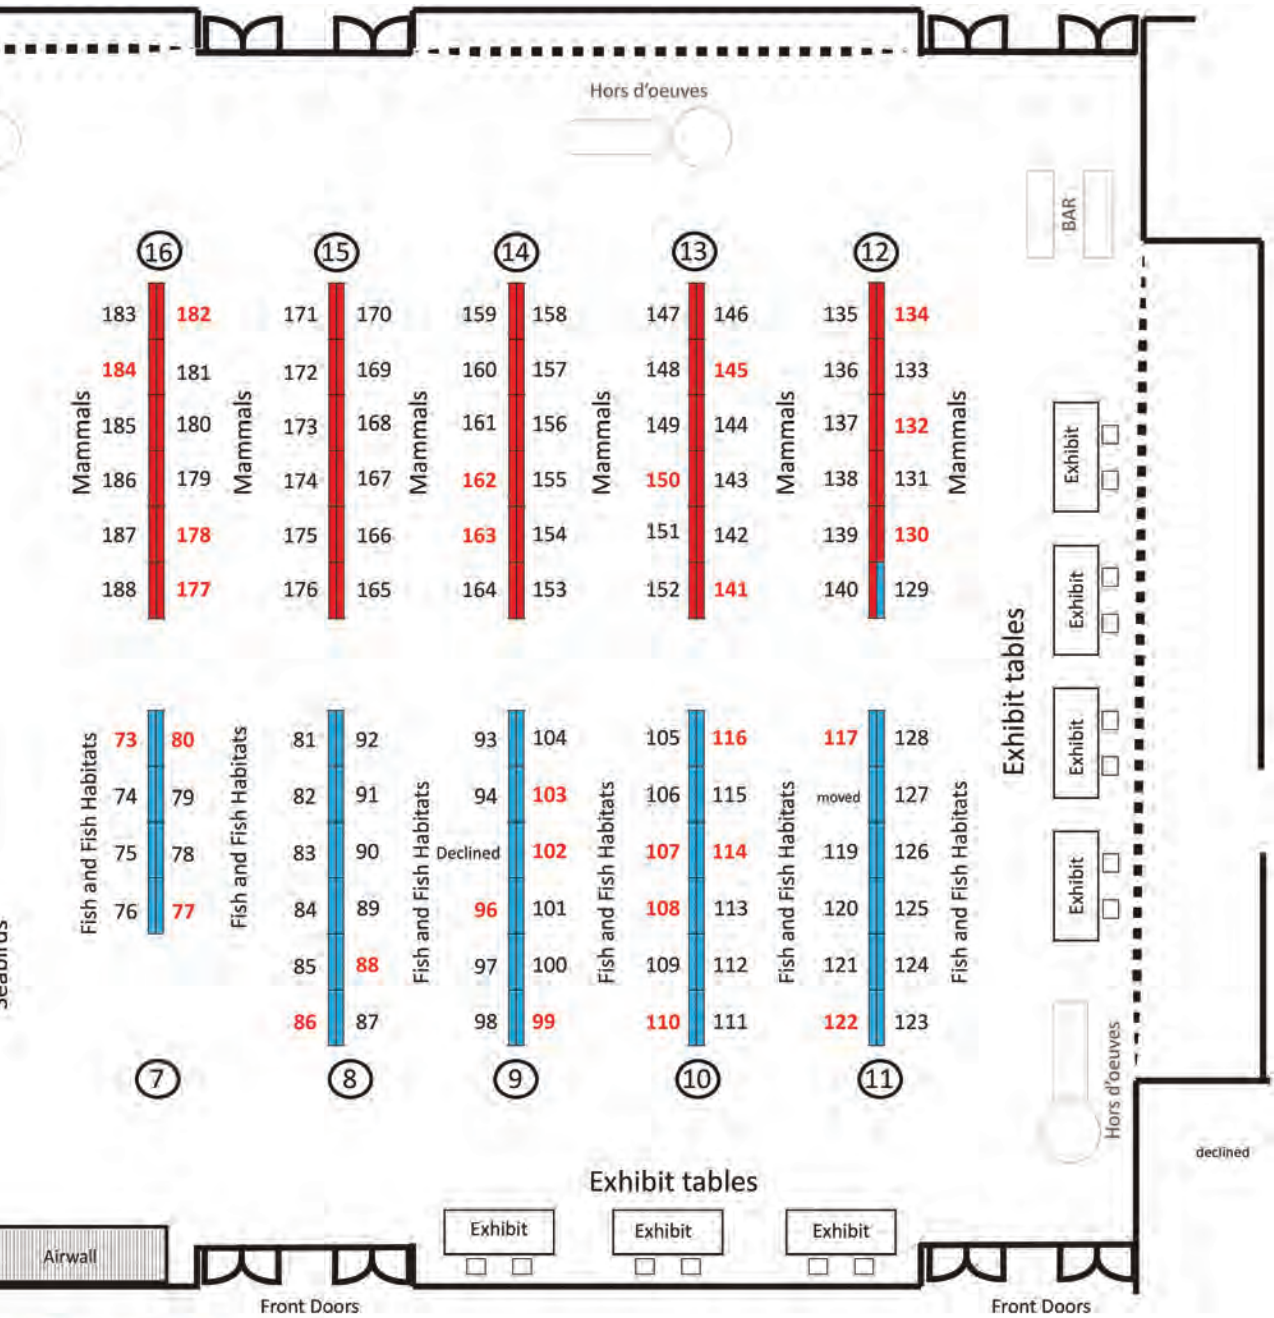 Hors d'oeuves
BAR
16 15 14 13 12
183 182 171 170 159 158 147 146 135 134
184 181 172 169 160 157 148 145 136 133
185 180 173 168 161 156 149 144 137 132
186 179 174 167 162 155 150 143 138 131
187 178 175 166 163 154 151 142 139 130
188 177 176 165 164 153 152 141 140 129
Mammals
Mammals
Mammals
Mammals
Mammals
Mammals
Exhibit
Exhibit
Exhibit
Exhibit
Exhibit tables
73 80 81 92 93 104 105 116 117 128
74 79 82 91 94 103 106 115 moved 127
75 78 83 90 Declined 102 107 114 119 126
76 77 84 89 96 101 108 113 120 125
85 88 97 100 109 112 121 124
86 87 98 99 110 111 122 123
Fish and Fish Habitats
Fish and Fish Habitats
Fish and Fish Habitats
Fish and Fish Habitats
Fish and Fish Habitats
Fish and Fish Habitats
7 8 9 10 11
Hors d'oeuves
declined
Exhibit tables
Exhibit Exhibit Exhibit
Airwall
Front Doors Front Doors